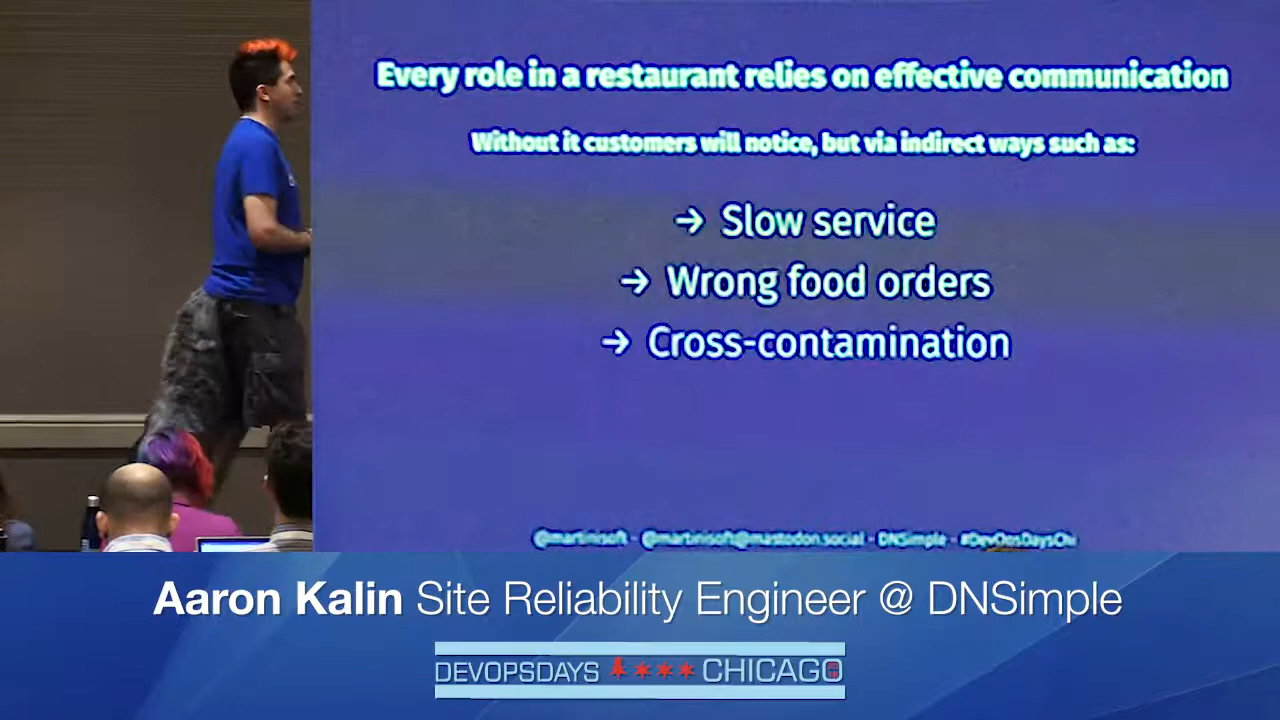 Every role in a restaurant relies on effective communication
Without it customers will notice, but via indirect ways such as:
→ Slow service
→ Wrong food orders
→ Cross-contamination
@martinisoft - @martinisoft@mastodon.social - DNSimple - #DevOpsDaysChi
Aaron Kalin Site Reliability Engineer @ DNSimple
DEVOPSDAYS CHICAGO